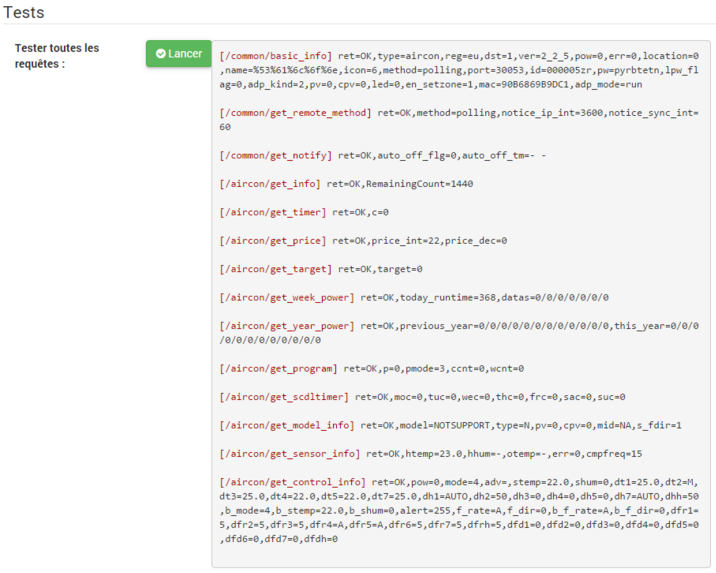 Tests
Tester toutes les
requêtes :
Lancer
[/common/basic_info] ret=OK,type=aircon,reg=eu,dst=1,ver=2_2_5,pow=0,err=0,location=0
,name=%53%61%6c%6f%6e,icon=6,method=polling,port=30053,id=000005zr,pw=pyrbtetn,lpw_fl
ag=0,adp_kind=2,pv=0,cpv=0,led=0,en_setzone=1,mac=90B6869B9DC1,adp_mode=run
[/common/get_remote_method] ret=OK,method=polling,notice_ip_int=3600,notice_sync_int=
60
[/common/get_notify] ret=OK,auto_off_flg=0,auto_off_tm=- -
[/aircon/get_info] ret=OK,RemainingCount=1440
[/aircon/get_timer] ret=OK,c=0
[/aircon/get_price] ret=OK,price_int=22,price_dec=0
[/aircon/get_target] ret=OK,target=0
[/aircon/get_week_power] ret=OK,today_runtime=368,datas=0/0/0/0/0/0/0
[/aircon/get_year_power] ret=OK,previous_year=0/0/0/0/0/0/0/0/0/0/0/0,this_year=0/0/0
/0/0/0/0/0/0/0/0/0
[/aircon/get_program] ret=OK,p=0,pmode=3,ccnt=0,wcnt=0
[/aircon/get_scdltimer] ret=OK,moc=0,tuc=0,wec=0,thc=0,frc=0,sac=0,suc=0
[/aircon/get_model_info] ret=OK,model=NOTSUPPORT,type=N,pv=0,cpv=0,mid=NA,s_fdir=1
[/aircon/get_sensor_info] ret=OK,htemp=23.0,hhum=-,otemp=-,err=0,cmpfreq=15
[/aircon/get_control_info] ret=OK,pow=0,mode=4,adv=,stemp=22.0,shum=0,dt1=25.0,dt2=M,
dt3=25.0,dt4=22.0,dt5=22.0,dt7=25.0,dh1=AUTO,dh2=50,dh3=0,dh4=0,dh5=0,dh7=AUTO,dhh=50
,b_mode=4,b_stemp=22.0,b_shum=0,alert=255,f_rate=A,f_dir=0,b_f_rate=A,b_f_dir=0,dfr1=
5,dfr2=5,dfr3=5,dfr4=A,dfr5=A,dfr6=5,dfr7=5,dfrh=5,dfd1=0,dfd2=0,dfd3=0,dfd4=0,dfd5=0
,dfd6=0,dfd7=0,dfdh=0